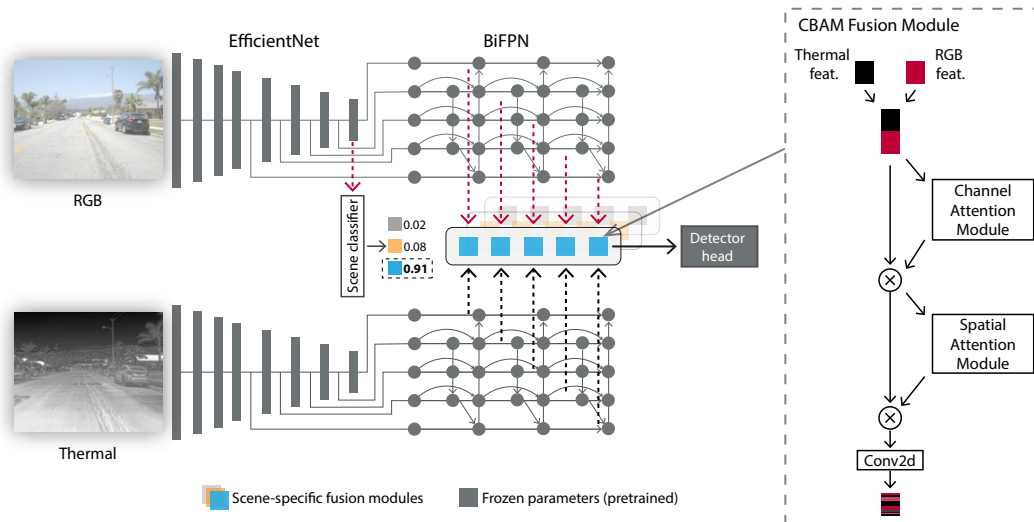 EfficientNet
BiFPN
RGB
Scene classifier
0.02
0.08
0.91
Detector
head
Thermal
Scene-specific fusion modules
Frozen parameters (pretrained)
CBAM Fusion Module
Thermal
feat.
RGB
feat.
Channel
Attention
Module
Spatial
Attention
Module
Conv2d